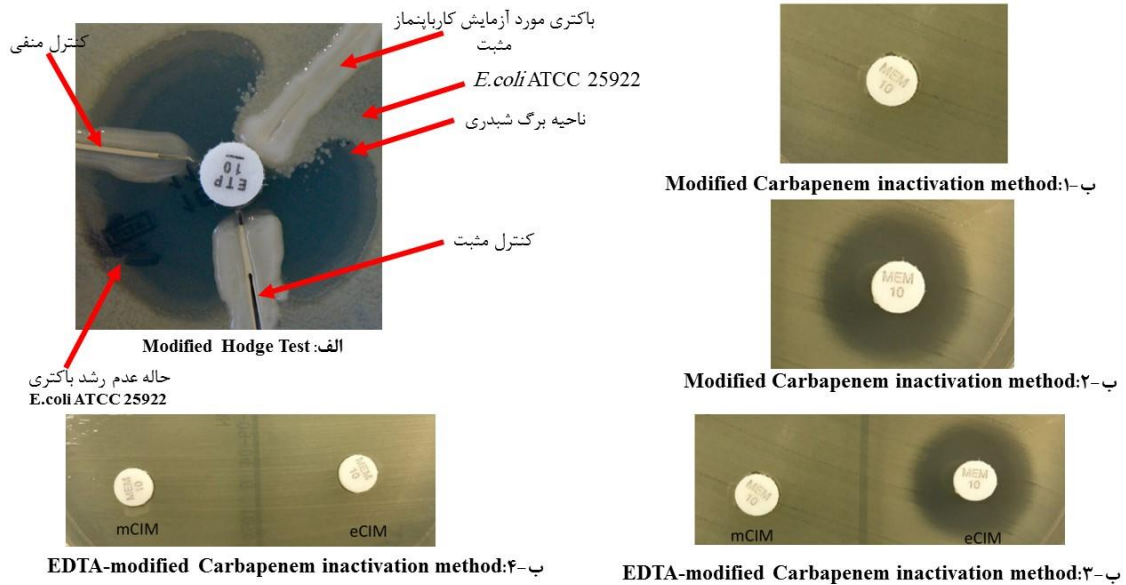 باکتری مورد آزمایش کارباپنماز
مثبت
کنترل منفی
E.coli ATCC 25922
ناحیه برگ شبدری
ETP
10
کنترل مثبت
الف: Modified Hodge Test
حاله عدم رشد باکتری
E.coli ATCC 25922
MEM
10
ب-۱: Modified Carbapenem inactivation method
MEM
10
ب-۲: Modified Carbapenem inactivation method
MEM
10
mCIM
MEM
10
eCIM
ب-۴: EDTA-modified Carbapenem inactivation method
MEM
10
mCIM
MEM
10
eCIM
ب-۳: EDTA-modified Carbapenem inactivation method